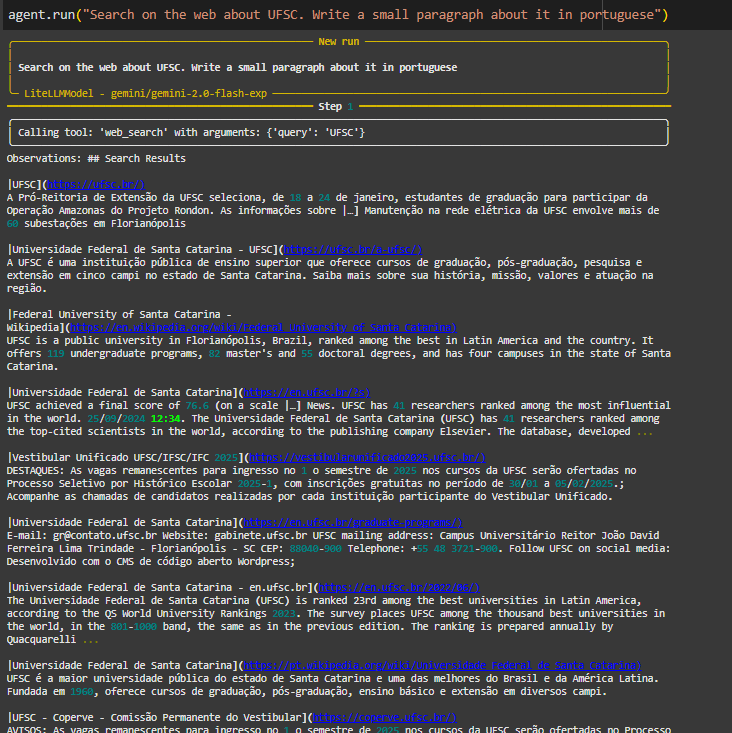 agent.run("Search on the web about UFSC. Write a small paragraph about it in portuguese")
New run
Search on the web about UFSC. Write a small paragraph about it in portuguese
LiteLLMModel - gemini/gemini-2.0-flash-exp
Step 1
Calling tool: 'web_search' with arguments: {'query': 'UFSC'}
Observations: ## Search Results
|UFSC](https://ufsc.br/)
A Pró-Reitoria de Extensão da UFSC seleciona, de 18 a 24 de janeiro, estudantes de graduação para participar da
Operação Amazonas do Projeto Rondon. As informações sobre |…] Manutenção na rede elétrica da UFSC envolve mais de
60 subestações em Florianópolis
|Universidade Federal de Santa Catarina - UFSC](https://ufsc.br/a-ufsc/)
A UFSC é uma instituição pública de ensino superior que oferece cursos de graduação, pós-graduação, pesquisa e
extensão em cinco campi no estado de Santa Catarina. Saiba mais sobre sua história, missão, valores e atuação na
região.
|Federal University of Santa Catarina -
Wikipedia](https://en.wikipedia.org/wiki/Federal_University_of_Santa_Catarina)
UFSC is a public university in Florianópolis, Brazil, ranked among the best in Latin America and the country. It
offers 119 undergraduate programs, 82 master's and 55 doctoral degrees, and has four campuses in the state of Santa
Catarina.
|Universidade Federal de Santa Catarina](https://en.ufsc.br/?s)
UFSC achieved a final score of 76.6 (on a scale |…] News. UFSC has 41 researchers ranked among the most influential
in the world. 25/09/2024 12:34. The Universidade Federal de Santa Catarina (UFSC) has 41 researchers ranked among
the top-cited scientists in the world, according to the publishing company Elsevier. The database, developed ...
|Vestibular Unificado UFSC/IFSC/IFC 2025](https://vestibularunificado2025.ufsc.br/)
DESTAQUES: As vagas remanescentes para ingresso no 1 o semestre de 2025 nos cursos da UFSC serão ofertadas no
Processo Seletivo por Histórico Escolar 2025-1, com inscrições gratuitas no período de 30/01 a 05/02/2025.;
Acompanhe as chamadas de candidatos realizadas por cada instituição participante do Vestibular Unificado.
|Universidade Federal de Santa Catarina](https://en.ufsc.br/graduate-programs/)
E-mail: gr@contato.ufsc.br Website: gabinete.ufsc.br UFSC mailing address: Campus Universitário Reitor João David
Ferreira Lima Trindade - Florianópolis - SC CEP: 88040-900 Telephone: +55 48 3721-900. Follow UFSC on social media:
Desenvolvido com o CMS de código aberto Wordpress;
|Universidade Federal de Santa Catarina - en.ufsc.br](https://en.ufsc.br/2022/06/)
The Universidade Federal de Santa Catarina (UFSC) is ranked 23rd among the best universities in Latin America,
according to the QS World University Rankings 2023. The survey places UFSC among the thousand best universities in
the world, in the 801-1000 band, the same as in the previous edition. The ranking is prepared annually by
Quacquarelli ...
|Universidade Federal de Santa Catarina](https://pt.wikipedia.org/wiki/Universidade_Federal_de_Santa_Catarina)
UFSC é a maior universidade pública do estado de Santa Catarina e uma das melhores do Brasil e da América Latina.
Fundada em 1960, oferece cursos de graduação, pós-graduação, ensino básico e extensão em diversos campi.
|UFSC - Coperve - Comissão Permanente do Vestibular](https://coperve.ufsc.br/)
AVISOS: As vagas remanescentes para ingresso no 1 o semestre de 2025 nos cursos da UFSC serão ofertadas no Processo